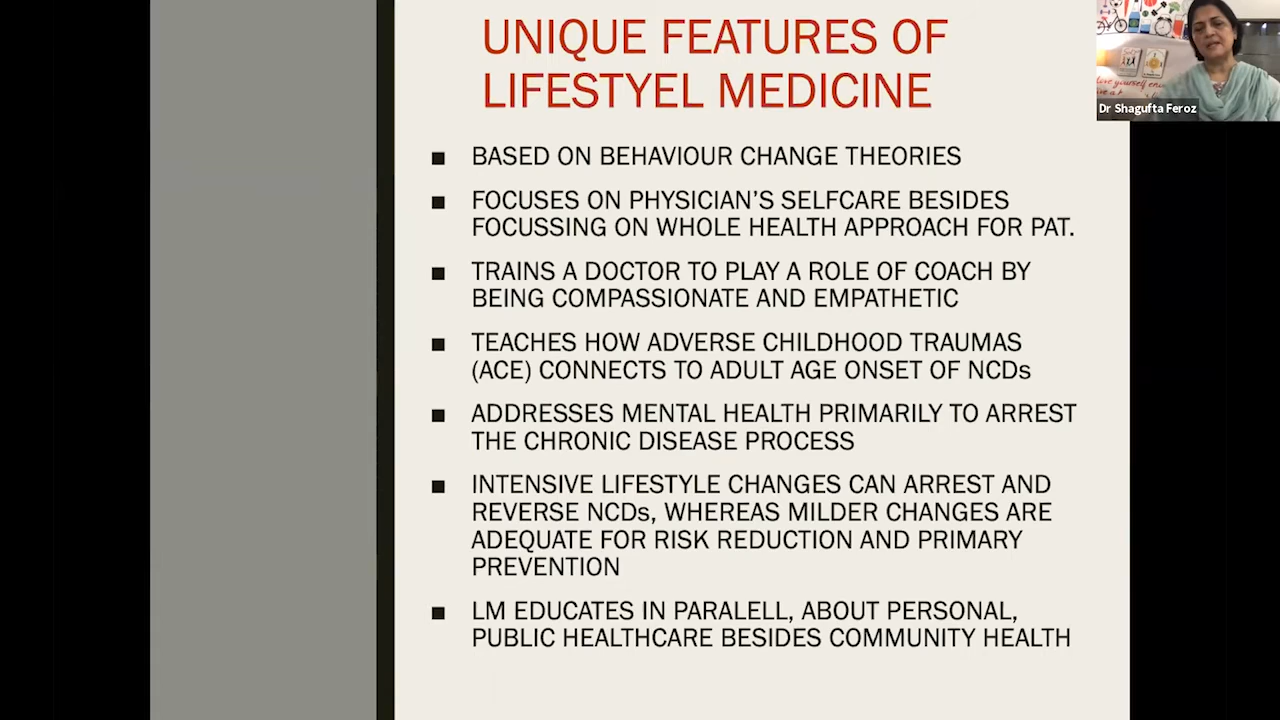 UNIQUE FEATURES OF
LIFESTYEL MEDICINE
■ BASED ON BEHAVIOUR CHANGE THEORIES
■ FOCUSES ON PHYSICIAN'S SELFCARE BESIDES
FOCUSSING ON WHOLE HEALTH APPROACH FOR PAT.
■ TRAINS A DOCTOR TO PLAY A ROLE OF COACH BY
BEING COMPASSIONATE AND EMPATHETIC
■ TEACHES HOW ADVERSE CHILDHOOD TRAUMAS
(ACE) CONNECTS TO ADULT AGE ONSET OF NCDs
■ ADDRESSES MENTAL HEALTH PRIMARILY TO ARREST
THE CHRONIC DISEASE PROCESS
■ INTENSIVE LIFESTYLE CHANGES CAN ARREST AND
REVERSE NCDs, WHEREAS MILDER CHANGES ARE
ADEQUATE FOR RISK REDUCTION AND PRIMARY
PREVENTION
■ LM EDUCATES IN PARALELL, ABOUT PERSONAL,
PUBLIC HEALTHCARE BESIDES COMMUNITY HEALTH
love yourself
Dr Shagufta Feroz